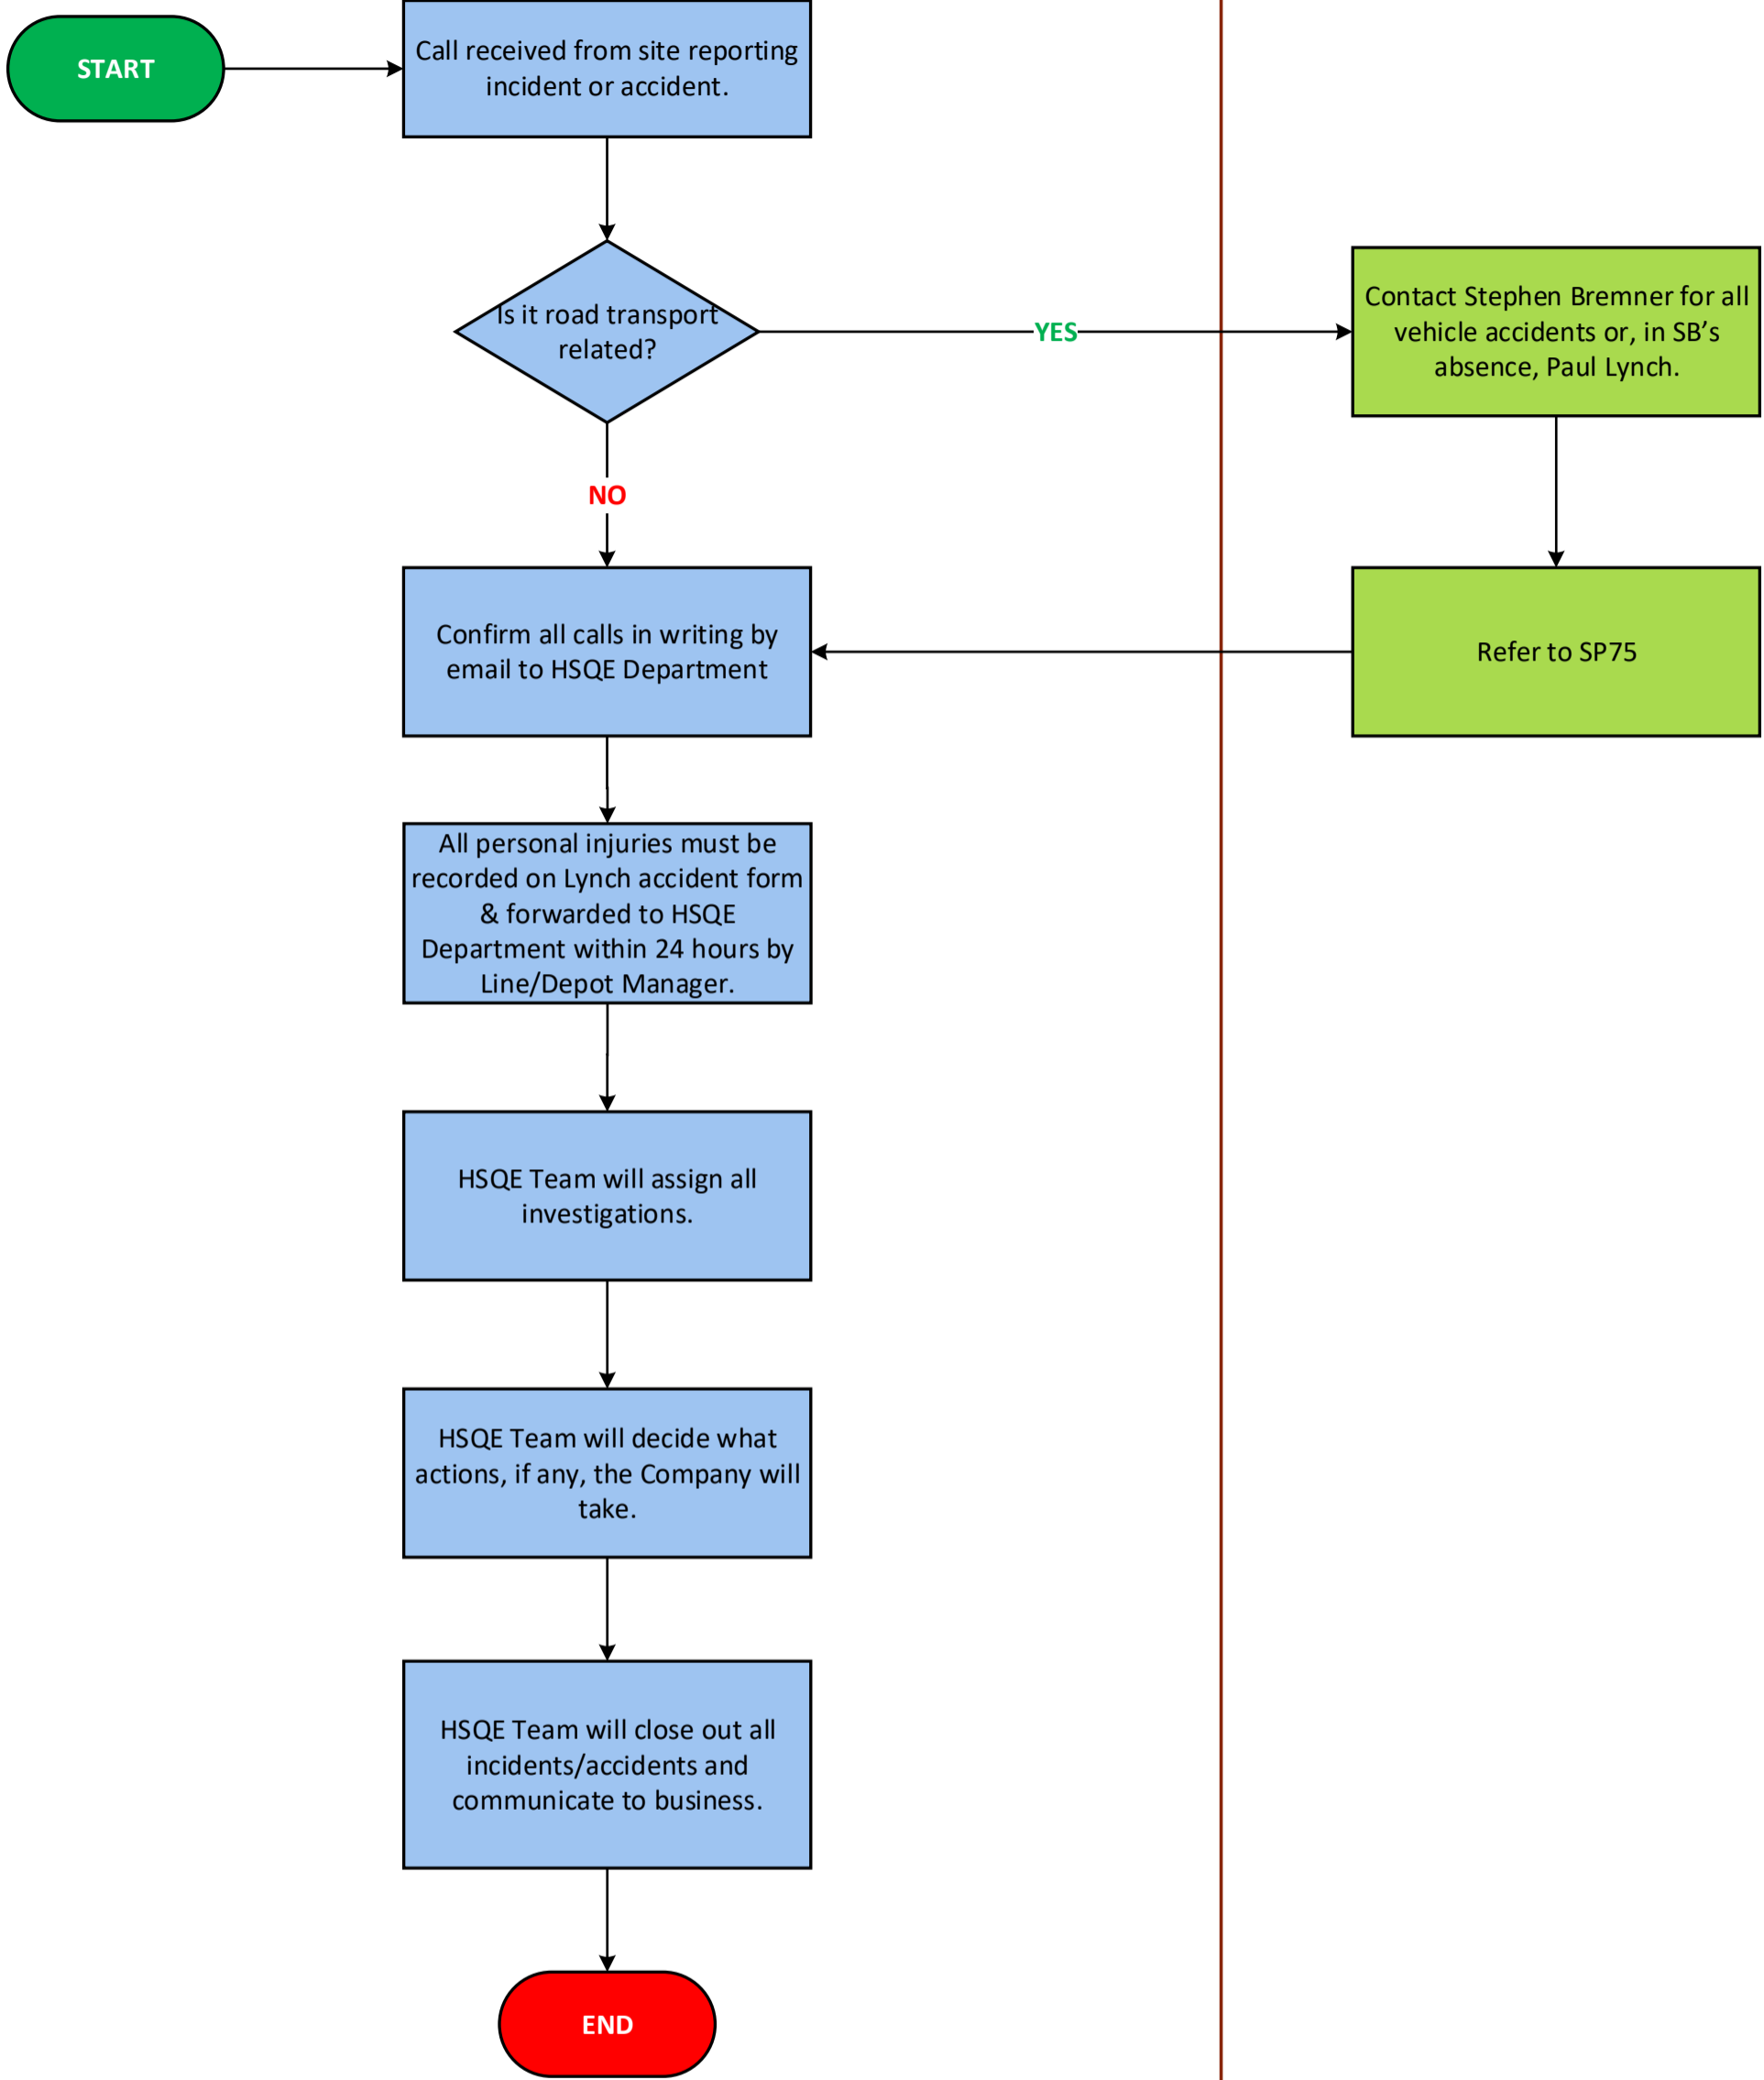 START
Call received from site reporting
incident or accident.
Is it road transport
related?
YES
Contact Stephen Bremner for all
vehicle accidents or, in SB’s
absence, Paul Lynch.
NO
Confirm all calls in writing by
email to HSQE Department
Refer to SP75
All personal injuries must be
recorded on Lynch accident form
& forwarded to HSQE
Department within 24 hours by
Line/Depot Manager.
HSQE Team will assign all
investigations.
HSQE Team will decide what
actions, if any, the Company will
take.
HSQE Team will close out all
incidents/accidents and
communicate to business.
END